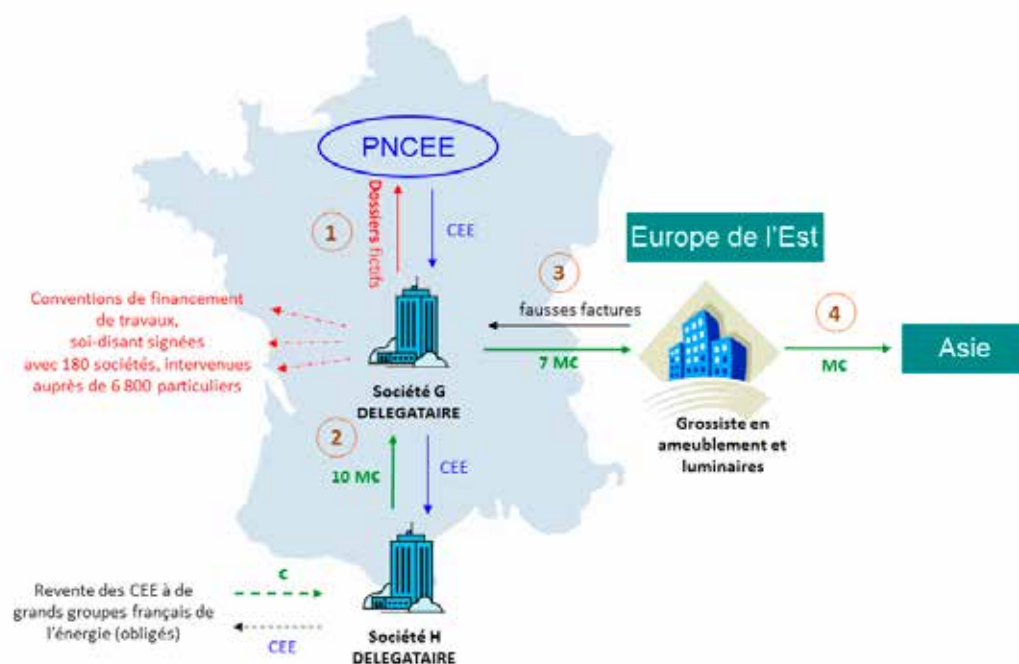 PNCEE
1
Dossiers fictifs
CEE
Europe de l'Est
3
fausses factures
4
Conventions de financement
de travaux,
soi-disant signées
avec 180 sociétés, intervenues
auprès de 6 800 particuliers
7 M€
M€
Asie
Société G
DELEGATAIRE
Grossiste en
ameublement et
luminaires
2
10 M€
CEE
Revente des CEE à de
grands groupes français de
l'énergie (obligés)
€
CEE
Société H
DELEGATAIRE